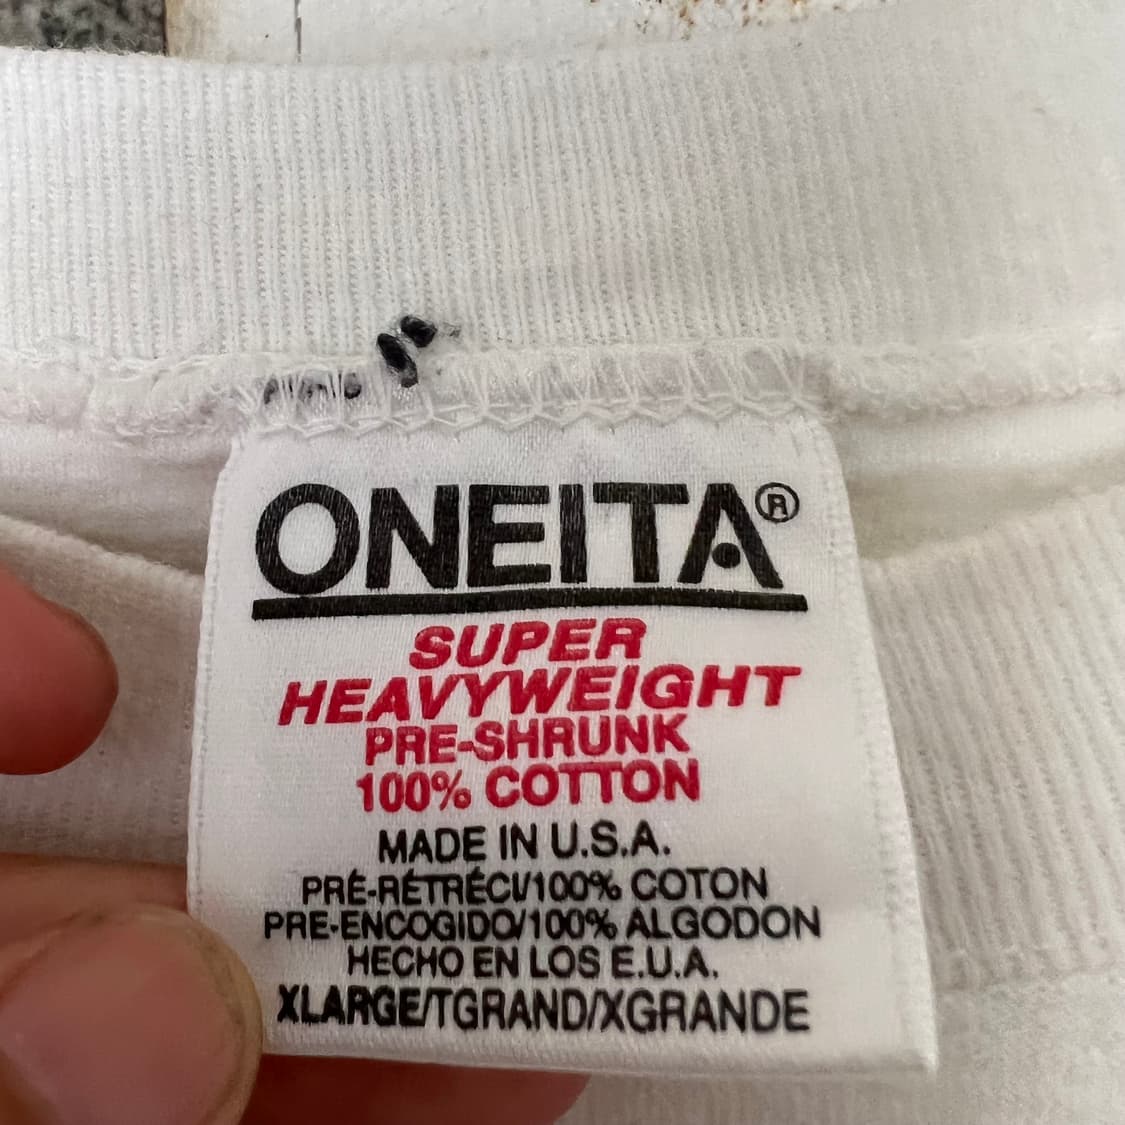 ONEITA®
SUPER
HEAVYWEIGHT
PRE-SHRUNK
100% COTTON
MADE IN U.S.A.
PRÉ-RÉTRÉCI/100% COTON
PRE-ENCOGIDO/100% ALGODON
HECHO EN LOS E.U.A.
XLARGE/TGRAND/XGRANDE